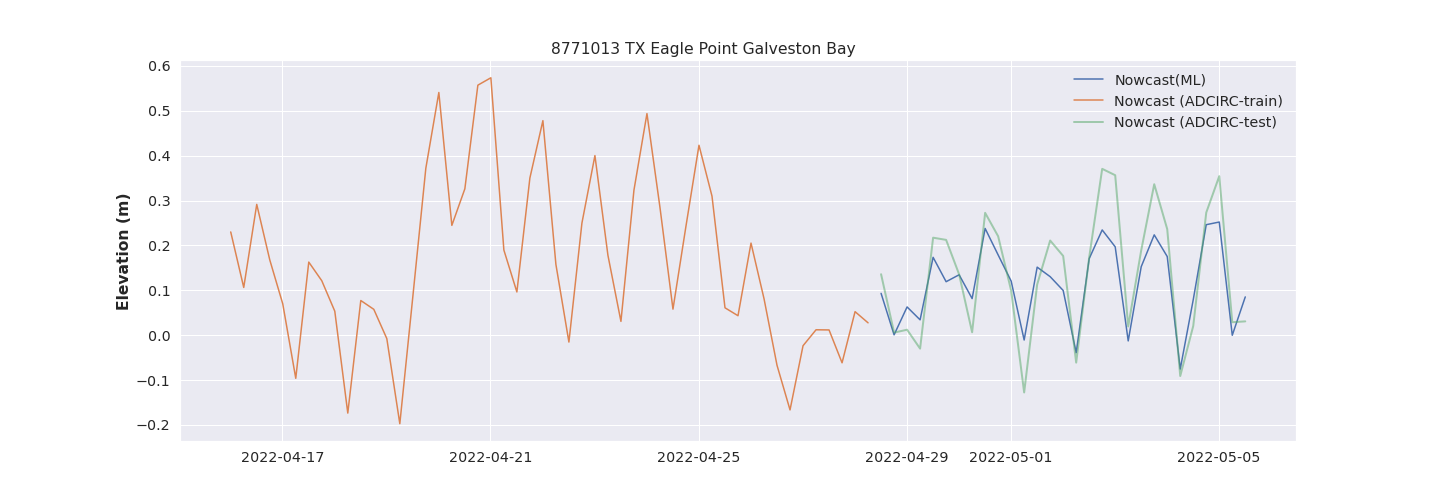 8771013 TX Eagle Point Galveston Bay
Nowcast(ML)
Nowcast (ADCIRC-train)
Nowcast (ADCIRC-test)
Elevation (m)
0.6
0.5
0.4
0.3
0.2
0.1
0.0
−0.1
−0.2
2022-04-17 2022-04-21 2022-04-25 2022-04-29 2022-05-01 2022-05-05